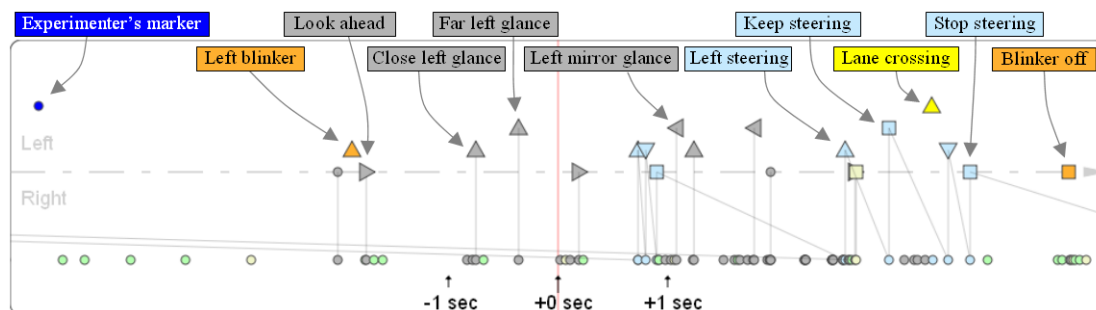 Experimenter's marker
Look ahead
Far left glance
Keep steering
Stop steering
Left blinker
Close left glance
Left mirror glance
Left steering
Lane crossing
Blinker off
Left
Right
-1 sec
+0 sec
+1 sec